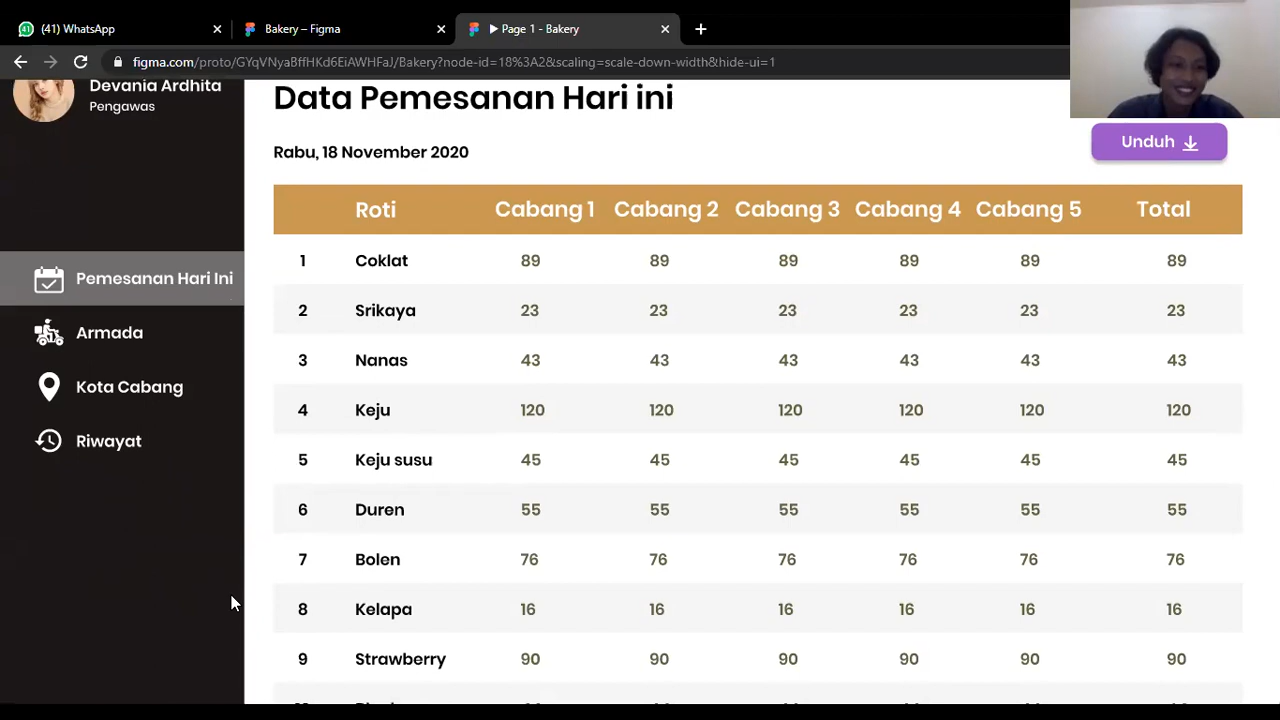 (41) WhatsApp
Bakery – Figma
Page 1 - Bakery
figma.com/proto/GYqVNyaBffHKd6EiAWHFaJ/Bakery?node-id=18%3A2&scaling=scale-down-width&hide-ui=1
Devania Ardhita
Pengawas
Data Pemesanan Hari ini
Rabu, 18 November 2020
Unduh
Pemesanan Hari Ini
Armada
Kota Cabang
Riwayat
Roti Cabang 1 Cabang 2 Cabang 3 Cabang 4 Cabang 5 Total
1 Coklat 89 89 89 89 89 89
2 Srikaya 23 23 23 23 23 23
3 Nanas 43 43 43 43 43 43
4 Keju 120 120 120 120 120 120
5 Keju susu 45 45 45 45 45 45
6 Duren 55 55 55 55 55 55
7 Bolen 76 76 76 76 76 76
8 Kelapa 16 16 16 16 16 16
9 Strawberry 90 90 90 90 90 90